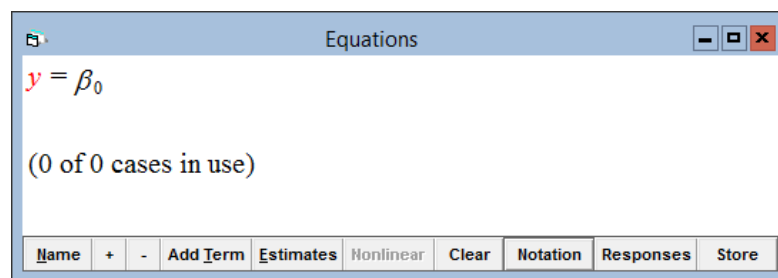 Equations
y = β₀
(0 of 0 cases in use)
Name + - Add Term Estimates Nonlinear Clear Notation Responses Store